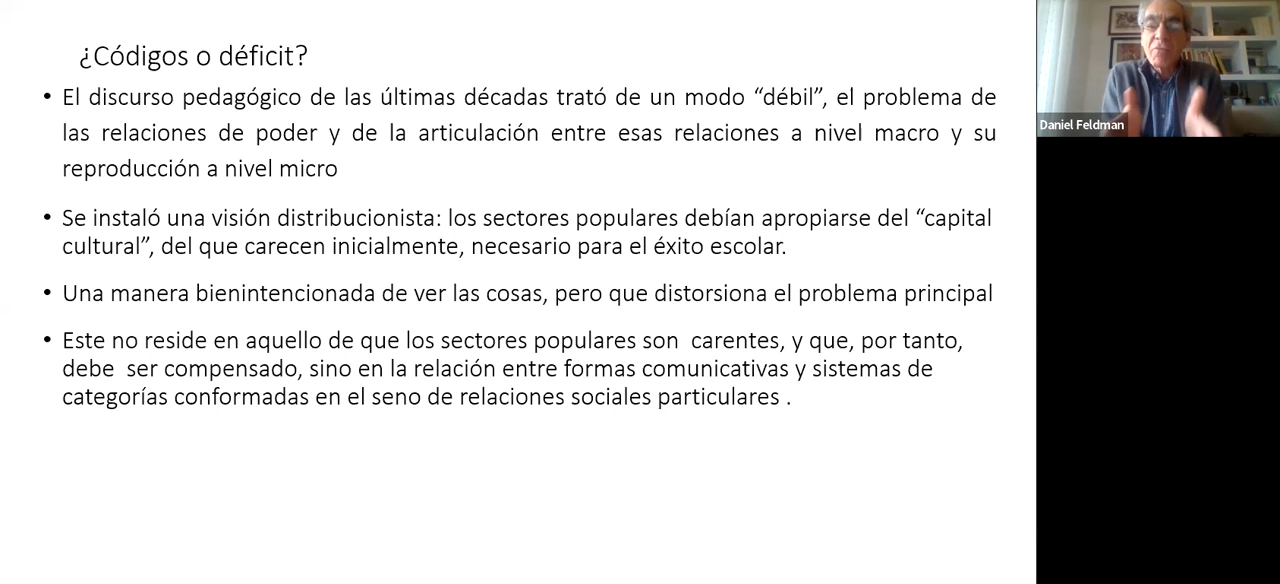 ¿Códigos o déficit?
• El discurso pedagógico de las últimas décadas trató de un modo “débil”, el problema de
las relaciones de poder y de la articulación entre esas relaciones a nivel macro y su
reproducción a nivel micro
• Se instaló una visión distribucionista: los sectores populares debían apropiarse del “capital
cultural”, del que carecen inicialmente, necesario para el éxito escolar.
• Una manera bienintencionada de ver las cosas, pero que distorsiona el problema principal
• Este no reside en aquello de que los sectores populares son  carentes, y que, por tanto,
debe  ser compensado, sino en la relación entre formas comunicativas y sistemas de
categorías conformadas en el seno de relaciones sociales particulares .
Daniel Feldman